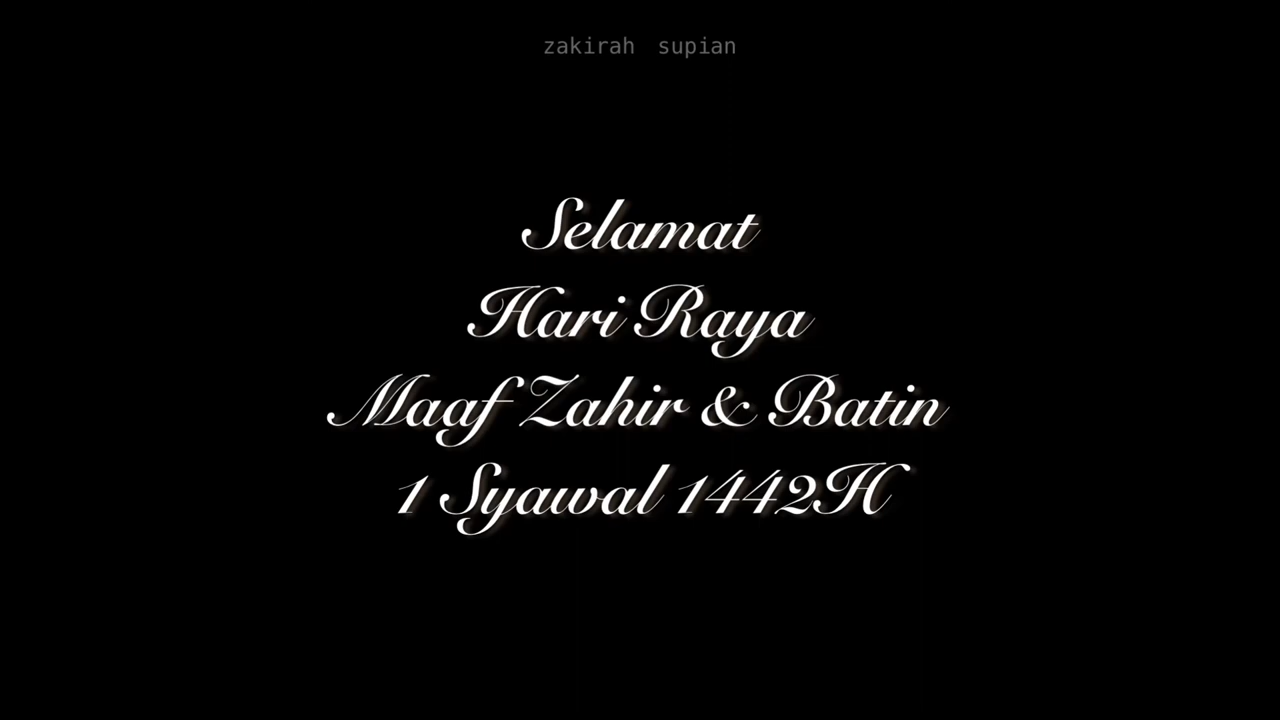 zakirah supian
Selamat
Hari Raya
Maaf Zahir & Batin
1 Syawal 1442H